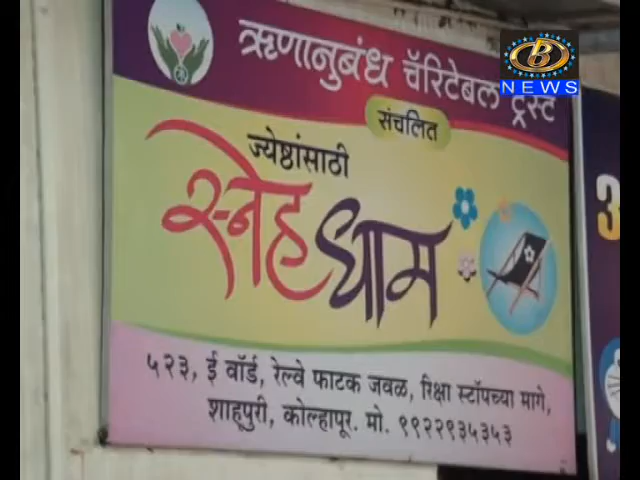 ऋणानुबंध चॅरिटेबल ट्रस्ट
संचलित
ज्येष्ठांसाठी
स्नेहधाम
५२३, ई वॉर्ड, रेल्वे फाटक जवळ, रिक्षा स्टॉपच्या मागे,
शाहूपुरी, कोल्हापूर. मो. ९९२२९३५३५३
B
NEWS